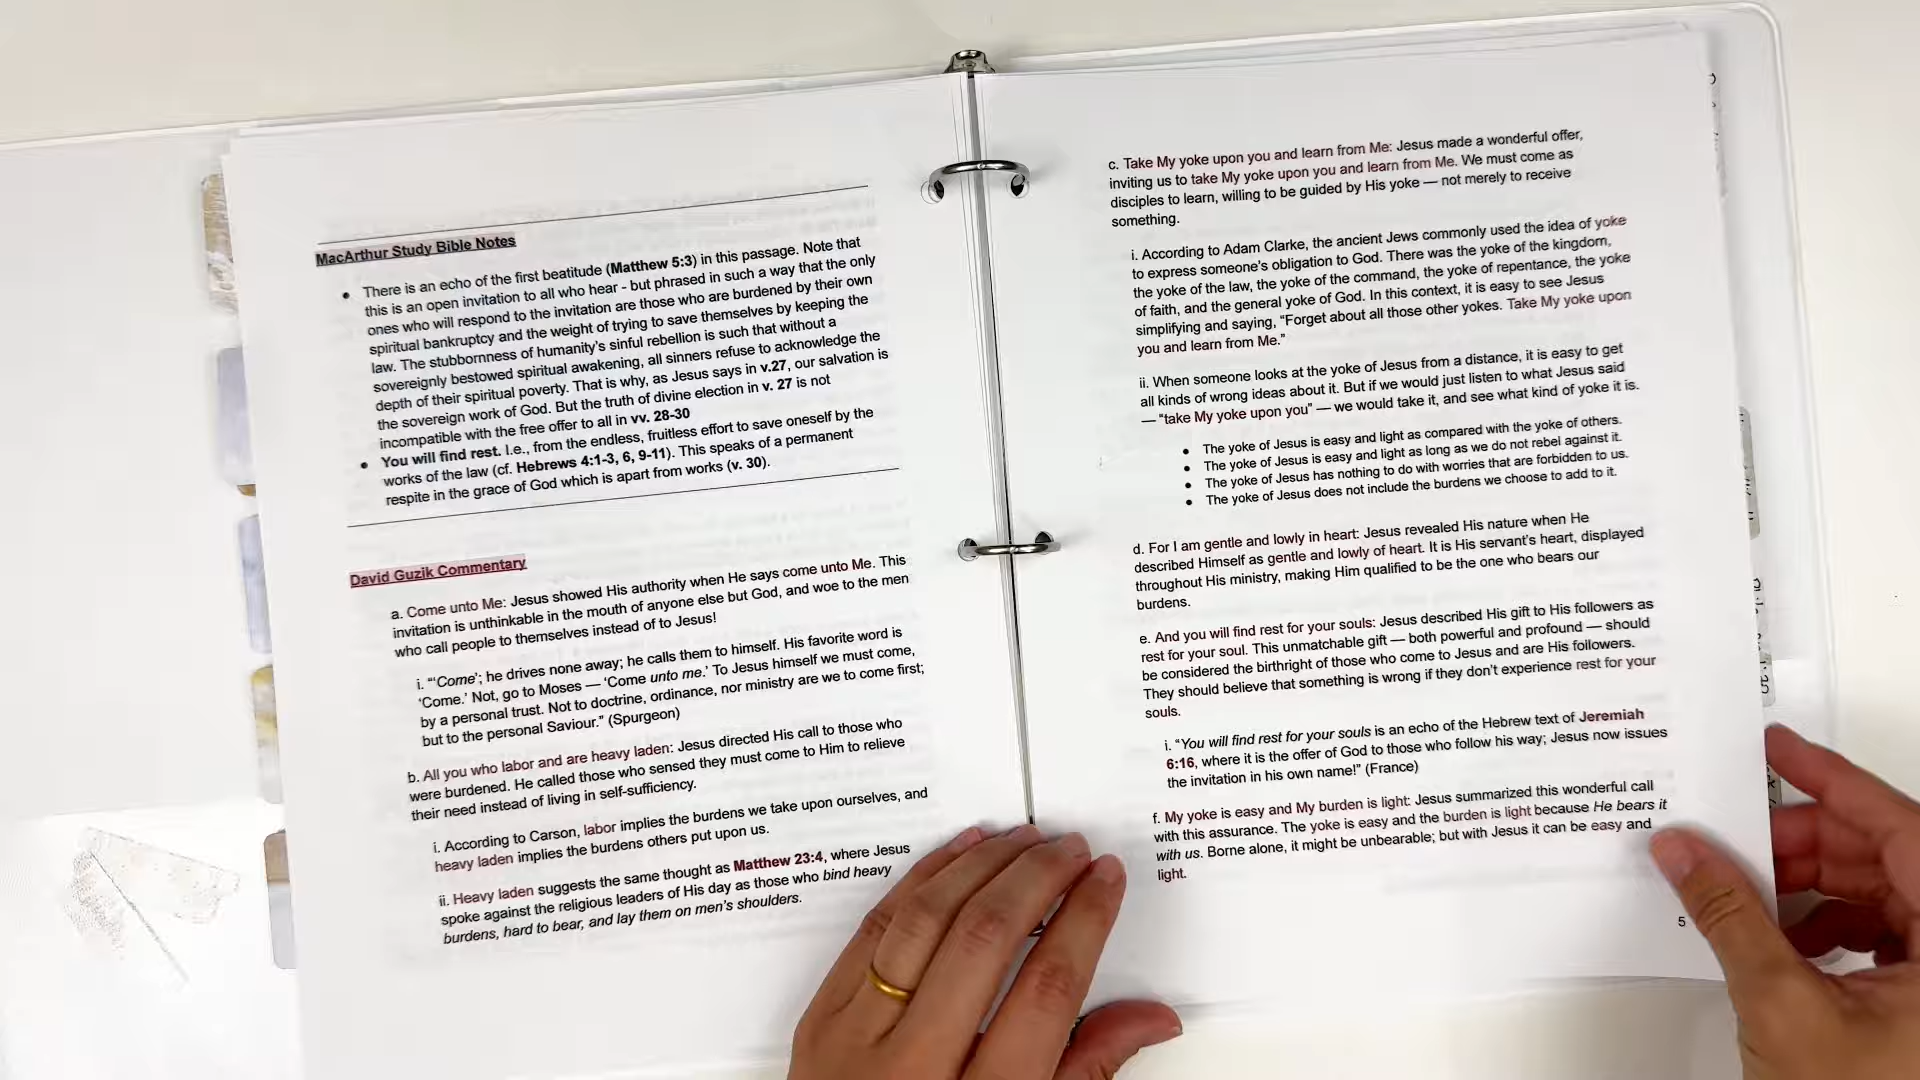 MacArthur Study Bible Notes
• There is an echo of the first beatitude (Matthew 5:3) in this passage. Note that
this is an open invitation to all who hear - but phrased in such a way that the only
ones who will respond to the invitation are those who are burdened by their own
spiritual bankruptcy and the weight of trying to save themselves by keeping the
law. The stubbornness of humanity's sinful rebellion is such that without a
sovereignly bestowed spiritual awakening, all sinners refuse to acknowledge the
depth of their spiritual poverty. That is why, as Jesus says in v.27, our salvation is
the sovereign work of God. But the truth of divine election in v. 27 is not
incompatible with the free offer to all in vv. 28-30
• You will find rest. I.e., from the endless, fruitless effort to save oneself by the
works of the law (cf. Hebrews 4:1-3, 6, 9-11). This speaks of a permanent
respite in the grace of God which is apart from works (v. 30).
David Guzik Commentary
a. Come unto Me: Jesus showed His authority when He says come unto Me. This
invitation is unthinkable in the mouth of anyone else but God, and woe to the men
who call people to themselves instead of to Jesus!
i. “‘Come’; he drives none away; he calls them to himself. His favorite word is
‘Come.’ Not, go to Moses — ‘Come unto me.’ To Jesus himself we must come,
by a personal trust. Not to doctrine, ordinance, nor ministry are we to come first;
but to the personal Saviour.” (Spurgeon)
b. All you who labor and are heavy laden: Jesus directed His call to those who
were burdened. He called those who sensed they must come to Him to relieve
their need instead of living in self-sufficiency.
i. According to Carson, labor implies the burdens we take upon ourselves, and
heavy laden implies the burdens others put upon us.
ii. Heavy laden suggests the same thought as Matthew 23:4, where Jesus
spoke against the religious leaders of His day as those who bind heavy
burdens, hard to bear, and lay them on men's shoulders.
c. Take My yoke upon you and learn from Me: Jesus made a wonderful offer,
inviting us to take My yoke upon you and learn from Me. We must come as
disciples to learn, willing to be guided by His yoke — not merely to receive
something.
i. According to Adam Clarke, the ancient Jews commonly used the idea of yoke
to express someone's obligation to God. There was the yoke of the kingdom,
the yoke of the law, the yoke of the command, the yoke of repentance, the yoke
of faith, and the general yoke of God. In this context, it is easy to see Jesus
simplifying and saying, “Forget about all those other yokes. Take My yoke upon
you and learn from Me.”
ii. When someone looks at the yoke of Jesus from a distance, it is easy to get
all kinds of wrong ideas about it. But if we would just listen to what Jesus said
— “take My yoke upon you” — we would take it, and see what kind of yoke it is.
• The yoke of Jesus is easy and light as compared with the yoke of others.
• The yoke of Jesus is easy and light as long as we do not rebel against it.
• The yoke of Jesus has nothing to do with worries that are forbidden to us.
• The yoke of Jesus does not include the burdens we choose to add to it.
d. For I am gentle and lowly in heart: Jesus revealed His nature when He
described Himself as gentle and lowly of heart. It is His servant's heart, displayed
throughout His ministry, making Him qualified to be the one who bears our
burdens.
e. And you will find rest for your souls: Jesus described His gift to His followers as
rest for your soul. This unmatchable gift — both powerful and profound — should
be considered the birthright of those who come to Jesus and are His followers.
They should believe that something is wrong if they don't experience rest for your
souls.
i. “You will find rest for your souls is an echo of the Hebrew text of Jeremiah
6:16, where it is the offer of God to those who follow his way; Jesus now issues
the invitation in his own name!” (France)
f. My yoke is easy and My burden is light: Jesus summarized this wonderful call
with this assurance. The yoke is easy and the burden is light because He bears it
with us. Borne alone, it might be unbearable; but with Jesus it can be easy and
light.
5